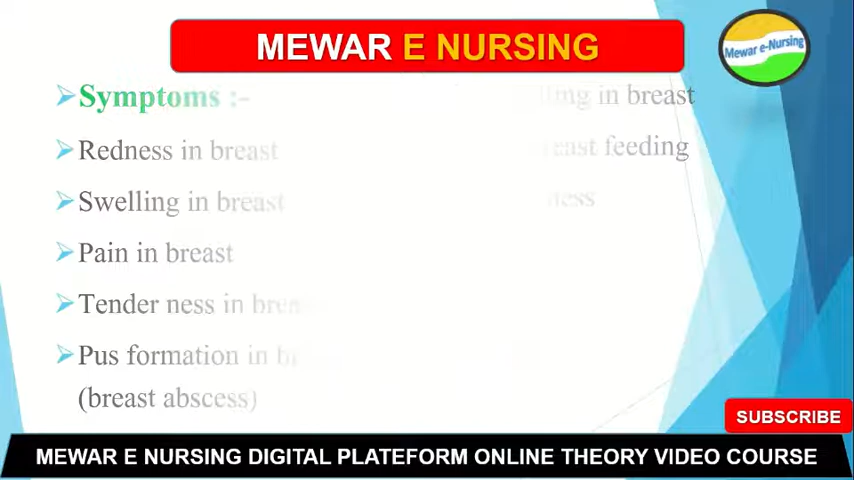 MEWAR E NURSING
Mewar e-Nursing
Symptoms :-
Redness in breast
Swelling in breast
Pain in breast
Tender ness in
Pus formation in
(breast abscess)
in breast
feeding
SUBSCRIBE
MEWAR E NURSING DIGITAL PLATEFORM ONLINE THEORY VIDEO COURSE